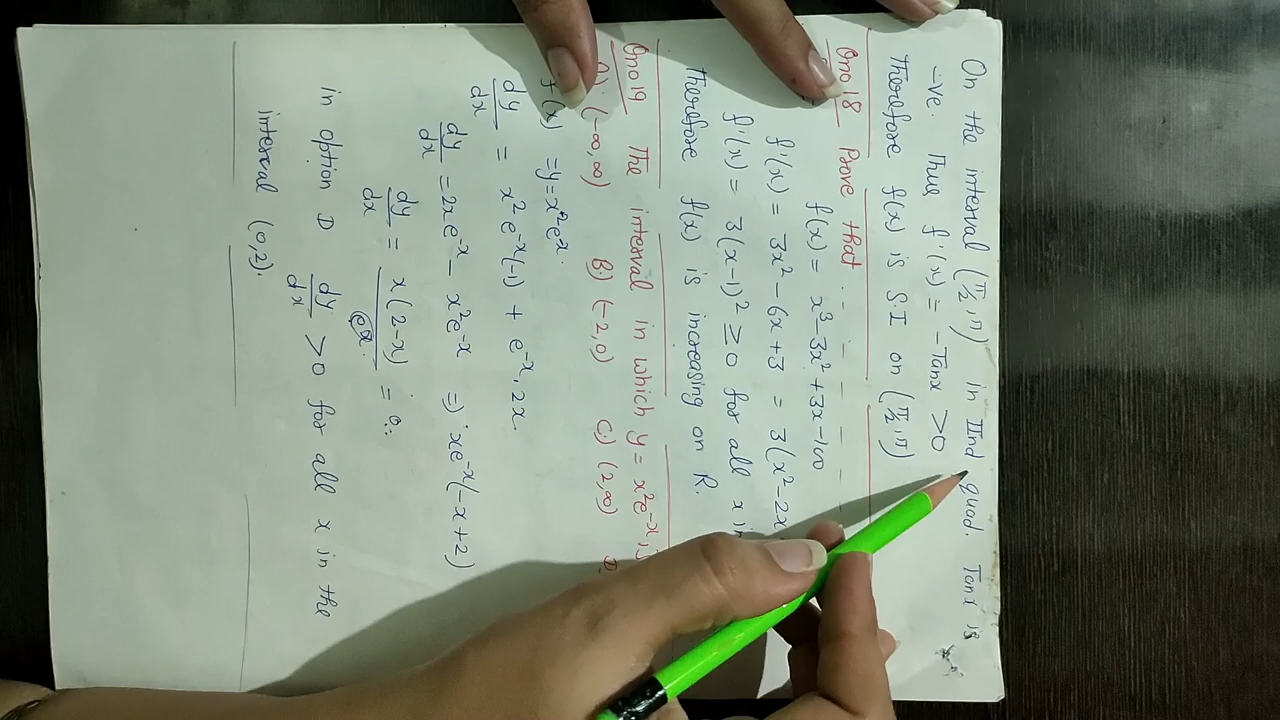 On the interval (π/2, π) in IInd quad. Tanx is
-ve. Thus f'(x) = -Tanx > 0
Therefore f(x) is S.I on (π/2, π)
Qno 18 Prove that
f(x) = x³-3x²+3x-100
f'(x) = 3x²-6x+3 = 3(x²-2x
f'(x) = 3(x-1)² ≥ 0 for all x in
Therefore f(x) is increasing on R.
Qno 19 The interval in which y = x²e^-x, is
A). (-∞, ∞) B.) (-2,0) C.) (2,∞) D.
f(x) = y = x²e^x.
dy/dx = x²e^-x(-1) + e^-x.2x.
dy/dx = 2xe^-x - x²e^-x => xe^-x(-x+2)
dy/dx = x(2-x)/e^x. = 0.
in option D dy/dx > 0 for all x in the
interval (0,2).